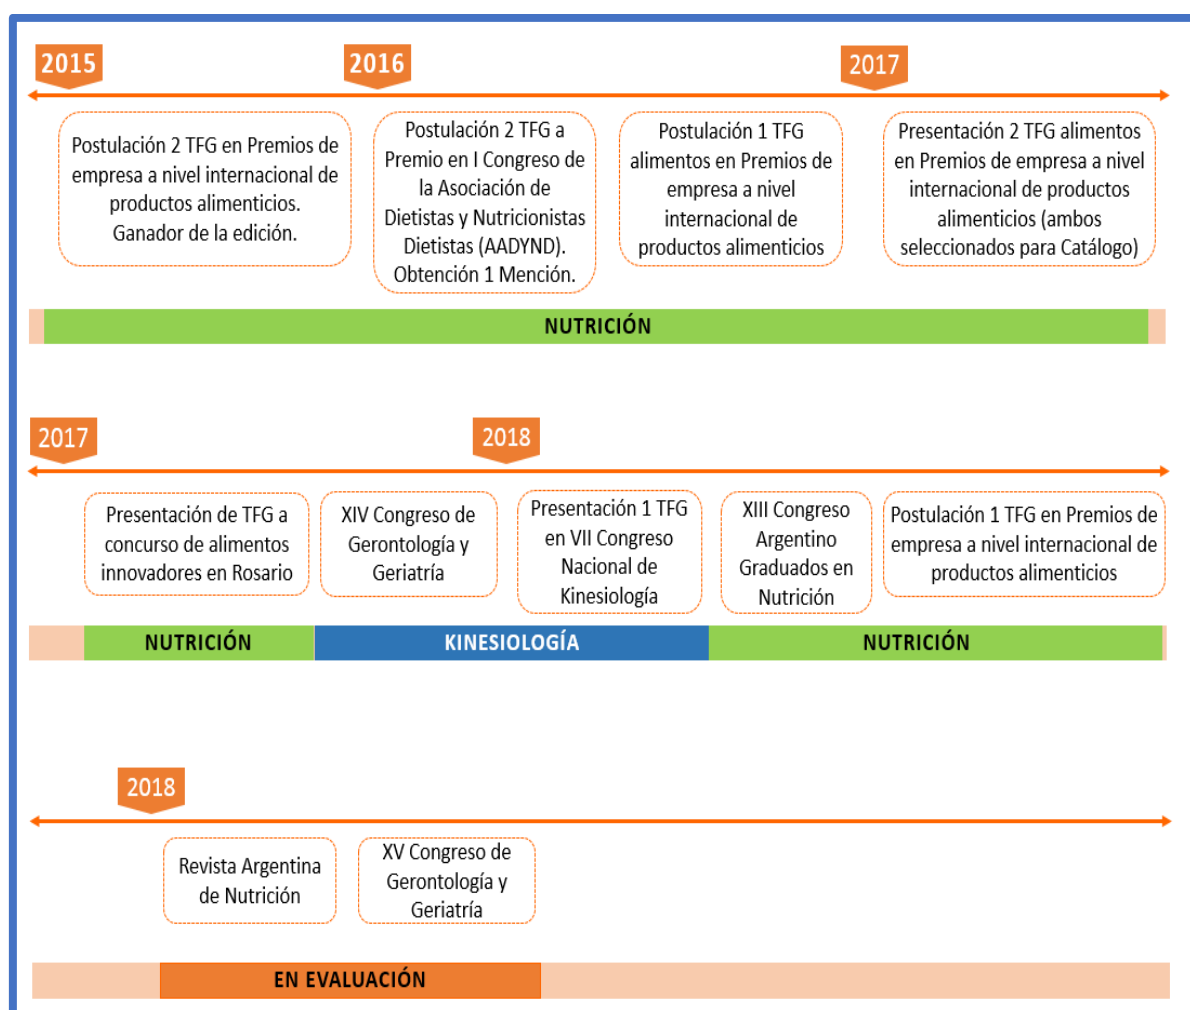 2015
2016
2017
Postulación 2 TFG en Premios de
empresa a nivel internacional de
productos alimenticios.
Ganador de la edición.
Postulación 2 TFG a
Premio en I Congreso de
la Asociación de
Dietistas y Nutricionistas
Dietistas (AADYND).
Obtención 1 Mención.
Postulación 1 TFG
alimentos en Premios de
empresa a nivel
internacional de
productos alimenticios
Presentación 2 TFG alimentos
en Premios de empresa a nivel
internacional de productos
alimenticios (ambos
seleccionados para Catálogo)
NUTRICIÓN
2017
2018
Presentación de TFG a
concurso de alimentos
innovadores en Rosario
XIV Congreso de
Gerontología y
Geriatría
Presentación 1 TFG
en VII Congreso
Nacional de
Kinesiología
XIII Congreso
Argentino
Graduados en
Nutrición
Postulación 1 TFG en Premios de
empresa a nivel internacional de
productos alimenticios
NUTRICIÓN
KINESIOLOGÍA
NUTRICIÓN
2018
Revista Argentina
de Nutrición
XV Congreso de
Gerontología y
Geriatría
EN EVALUACIÓN